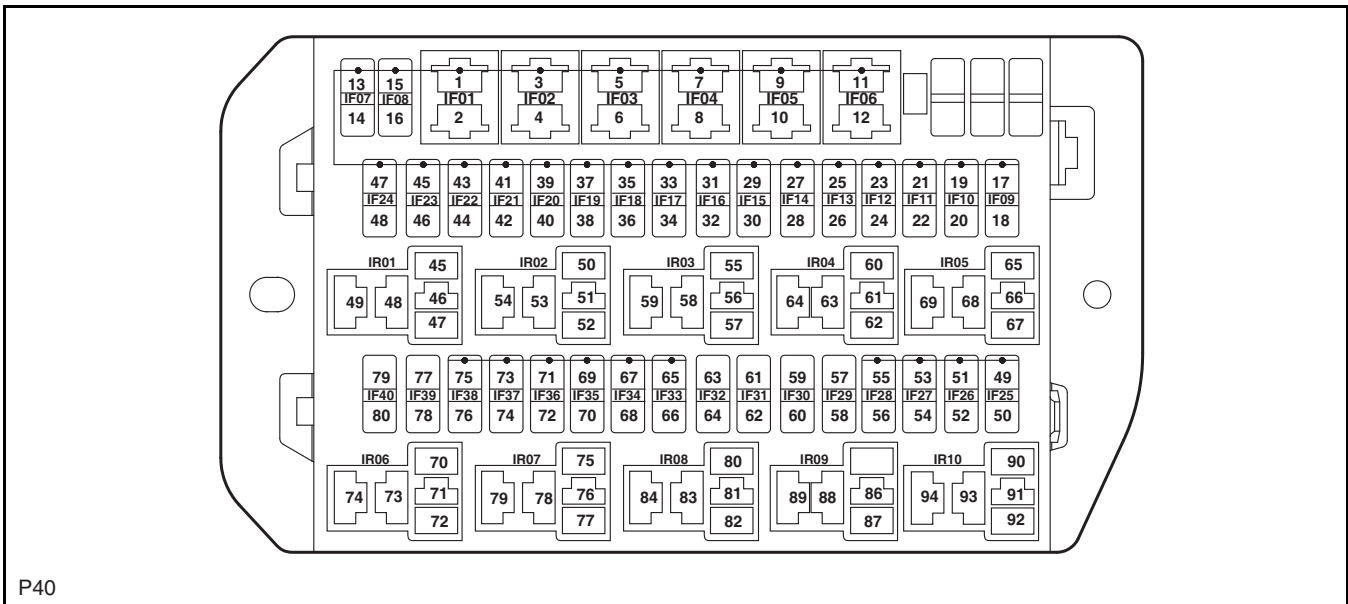 13 15 1 3 5 7 9 11
IF07 IF08 IF01 IF02 IF03 IF04 IF05 IF06
14 16 2 4 6 8 10 12
47 45 43 41 39 37 35 33 31 29 27 25 23 21 19 17
IF24 IF23 IF22 IF21 IF20 IF19 IF18 IF17 IF16 IF15 IF14 IF13 IF12 IF11 IF10 IF09
48 46 44 42 40 38 36 34 32 30 28 26 24 22 20 18
IR01 45 IR02 50 IR03 55 IR04 60 IR05 65
49 48 46 54 53 51 59 58 56 64 63 61 69 68 66
47 52 57 62 67
79 77 75 73 71 69 67 65 63 61 59 57 55 53 51 49
IF40 IF39 IF38 IF37 IF36 IF35 IF34 IF33 IF32 IF31 IF30 IF29 IF28 IF27 IF26 IF25
80 78 76 74 72 70 68 66 64 62 60 58 56 54 52 50
IR06 70 IR07 75 IR08 80 IR09 IR10 90
74 73 71 79 78 76 84 83 81 89 88 86 94 93 91
72 77 82 87 92
P40